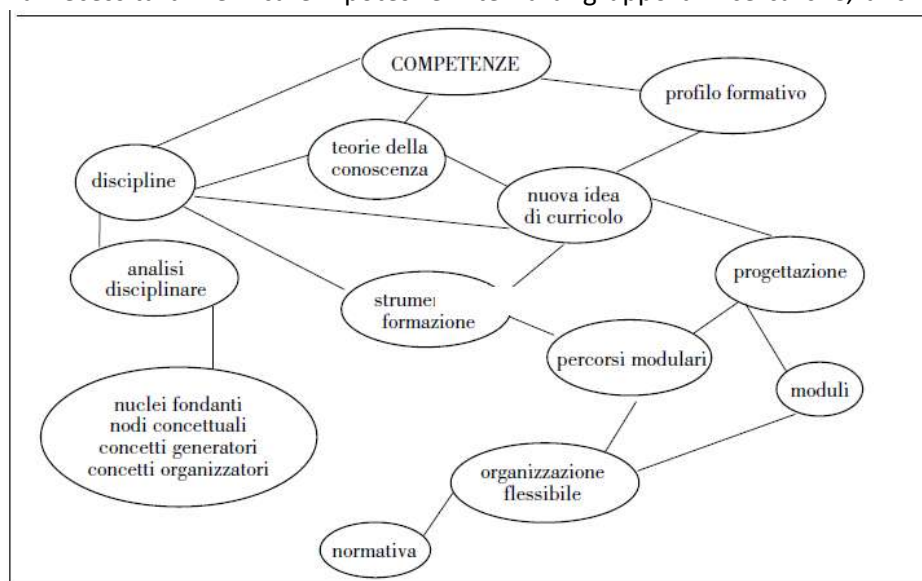 COMPETENZE
profilo formativo
teorie della
conoscenza
discipline
nuova idea
di curricolo
analisi
disciplinare
progettazione
formazione
percorsi modulari
moduli
nuclei fondanti
nodi concettuali
concetti generatori
concetti organizzatori
organizzazione
flessibile
normativa